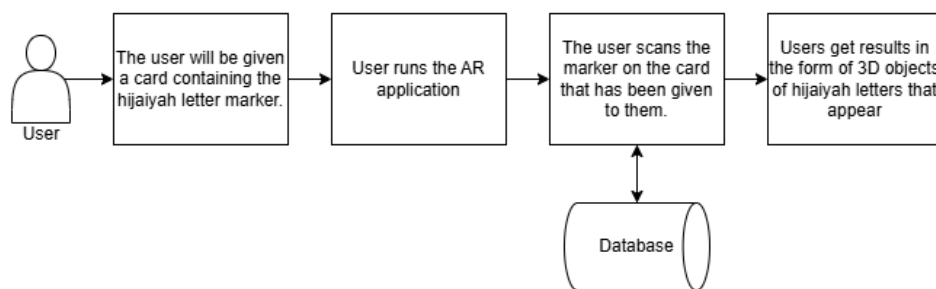 User
The user will be given
a card containing the
hijaiyah letter marker.
User runs the AR
application
The user scans the
marker on the card
that has been given
to them.
Users get results in
the form of 3D objects
of hijaiyah letters that
appear
Database